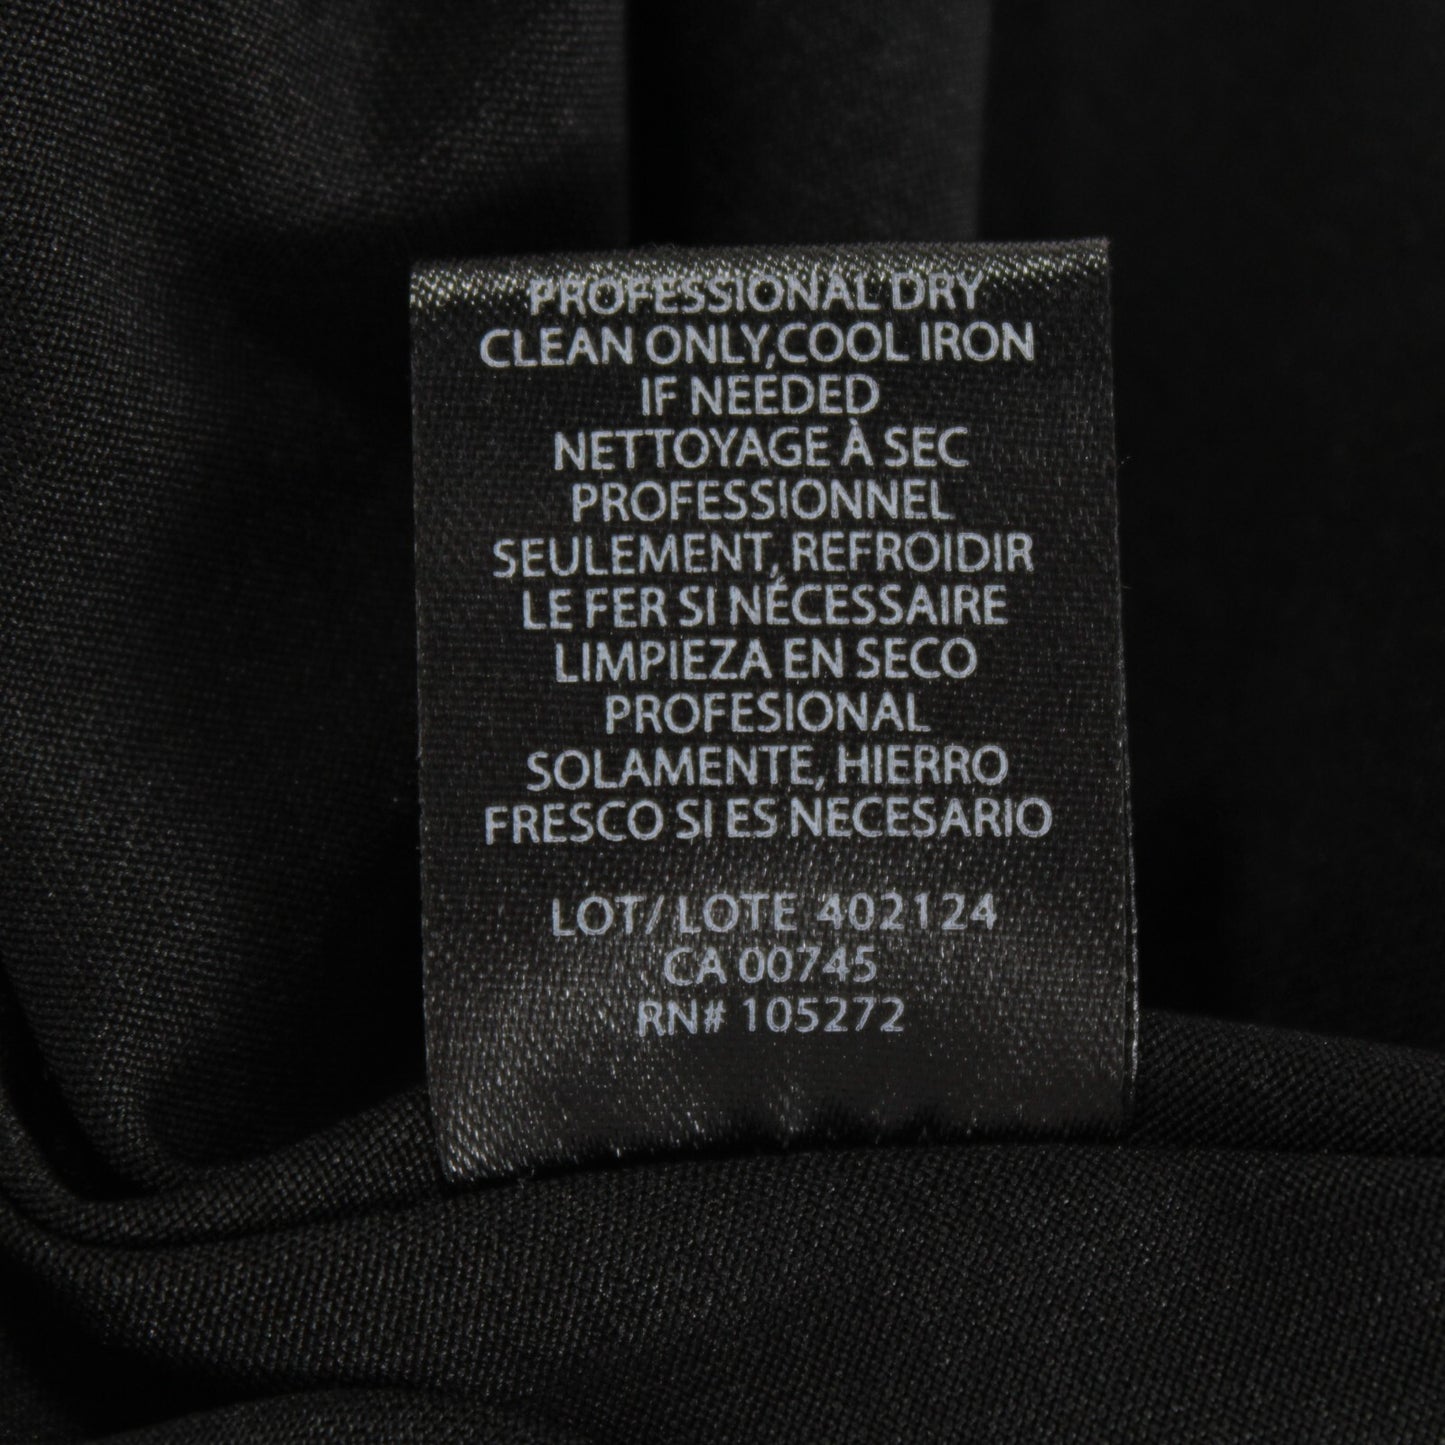 PROFESSIONAL DRY
CLEAN ONLY,COOL IRON
IF NEEDED
NETTOYAGE À SEC
PROFESSIONNEL
SEULEMENT, REFROIDIR
LE FER SI NÉCESSAIRE
LIMPIEZA EN SECO
PROFESIONAL
SOLAMENTE, HIERRO
FRESCO SI ES NECESARIO
LOT/ LOTE 402124
CA 00745
RN# 105272